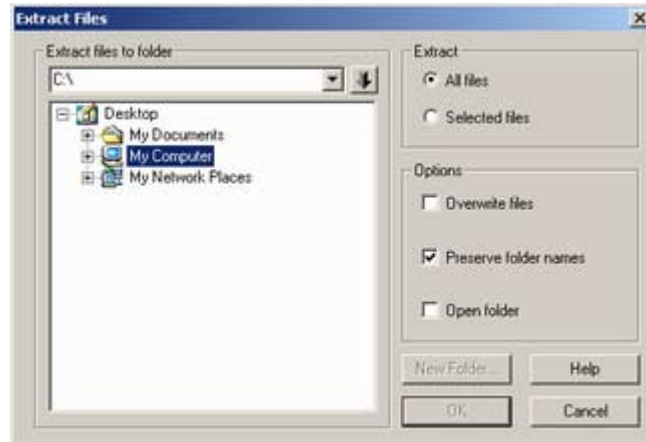 Extract Files
Extract files to folder
C:\
Desktop
My Documents
My Computer
My Network Places
Extract
All files
Selected files
Options
Overwrite files
Preserve folder names
Open folder
New Folder...
Help
OK
Cancel